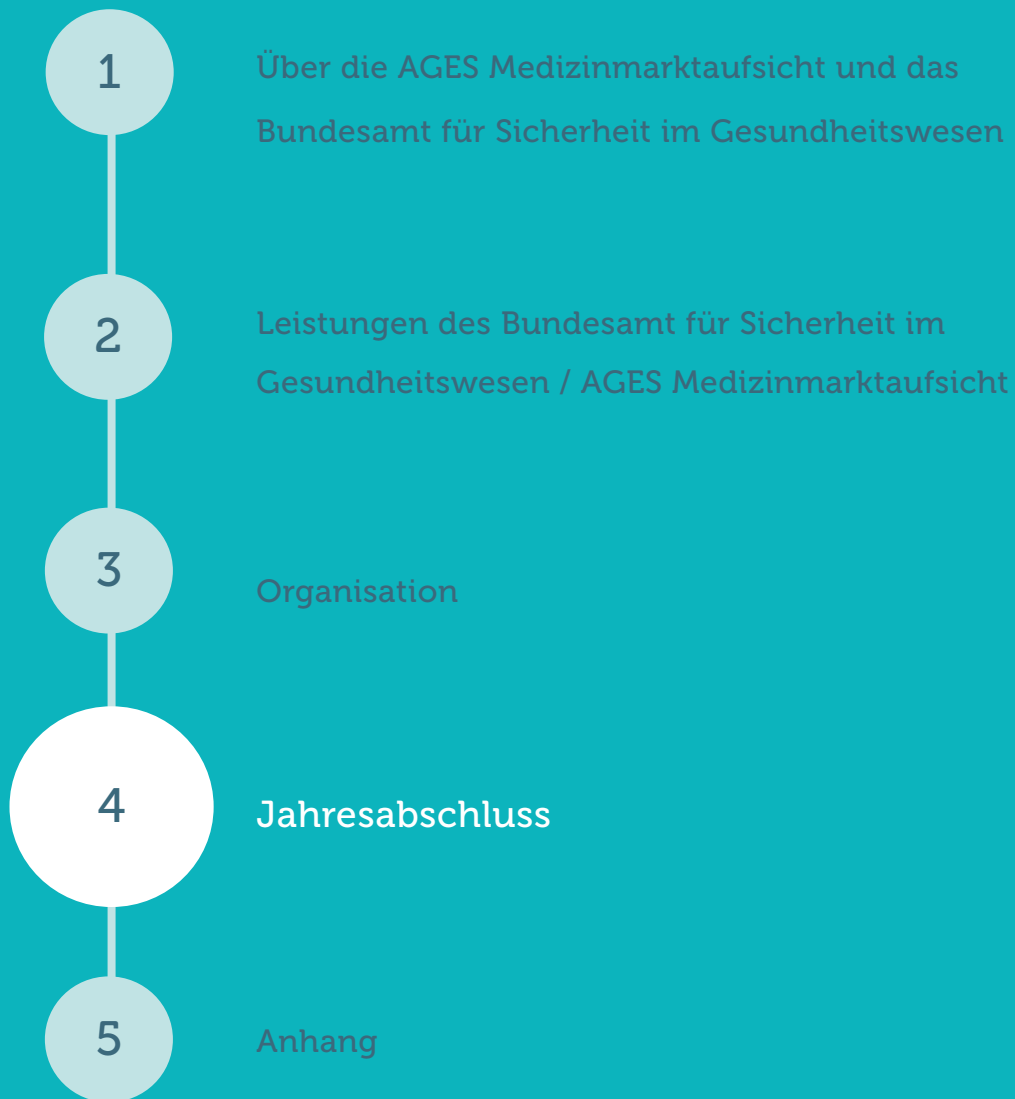 1
Über die AGES Medizinmarktaufsicht und das
Bundesamt für Sicherheit im Gesundheitswesen
2
Leistungen des Bundesamt für Sicherheit im
Gesundheitswesen / AGES Medizinmarktaufsicht
3
Organisation
4
Jahresabschluss
5
Anhang